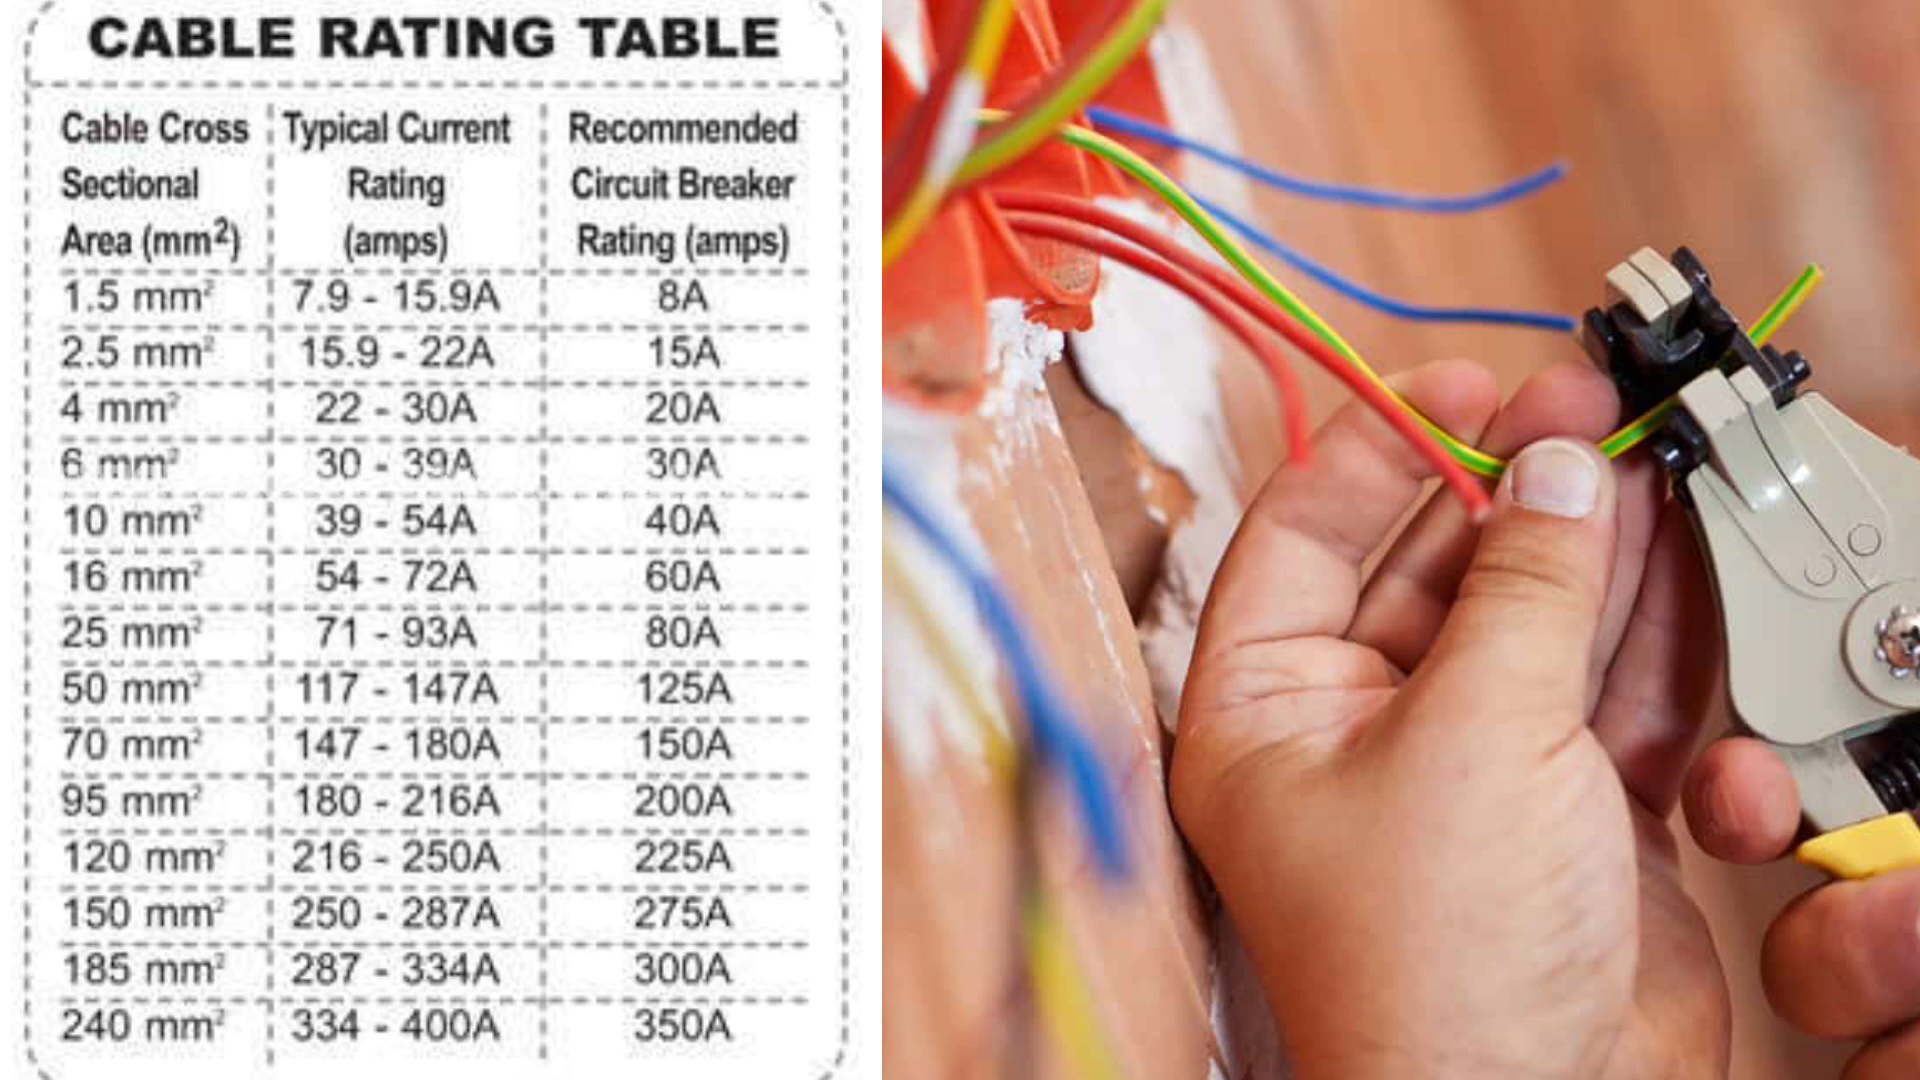 CABLE RATING TABLE
Cable Cross Sectional Area (mm²) Typical Current Rating (amps) Recommended Circuit Breaker Rating (amps)
1.5 mm² 7.9 - 15.9A 8A
2.5 mm² 15.9 - 22A 15A
4 mm² 22 - 30A 20A
6 mm² 30 - 39A 30A
10 mm² 39 - 54A 40A
16 mm² 54 - 72A 60A
25 mm² 71 - 93A 80A
50 mm² 117 - 147A 125A
70 mm² 147 - 180A 150A
95 mm² 180 - 216A 200A
120 mm² 216 - 250A 225A
150 mm² 250 - 287A 275A
185 mm² 287 - 334A 300A
240 mm² 334 - 400A 350A